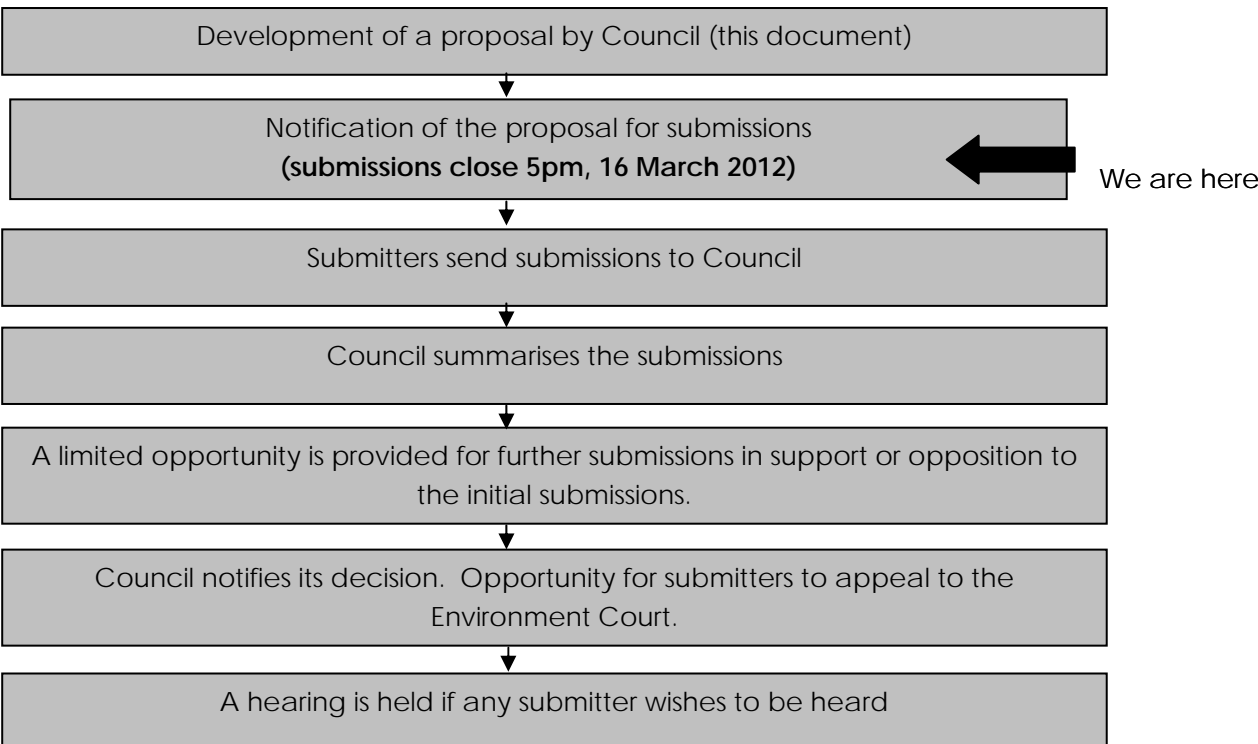 Development of a proposal by Council (this document)
Notification of the proposal for submissions
(submissions close 5pm, 16 March 2012)
We are here
Submitters send submissions to Council
Council summarises the submissions
A limited opportunity is provided for further submissions in support or opposition to
the initial submissions.
Council notifies its decision.  Opportunity for submitters to appeal to the
Environment Court.
A hearing is held if any submitter wishes to be heard